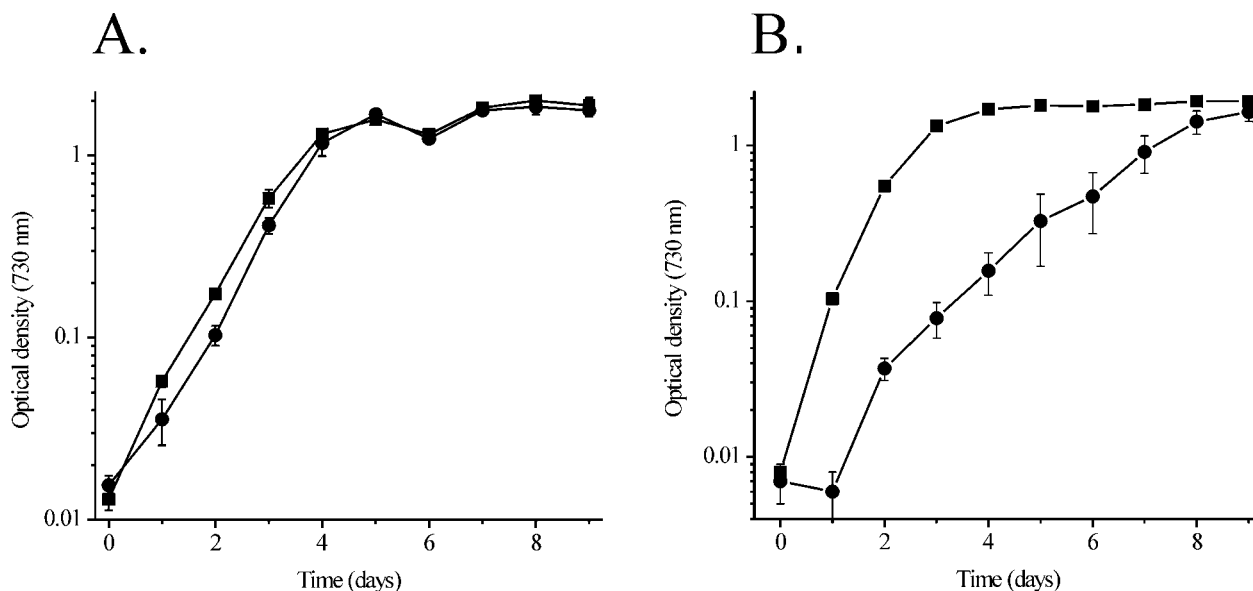 A.
Optical density (730 nm)
1
0.1
0.01
0 2 4 6 8
Time (days)
B.
Optical density (730 nm)
1
0.1
0.01
0 2 4 6 8
Time (days)